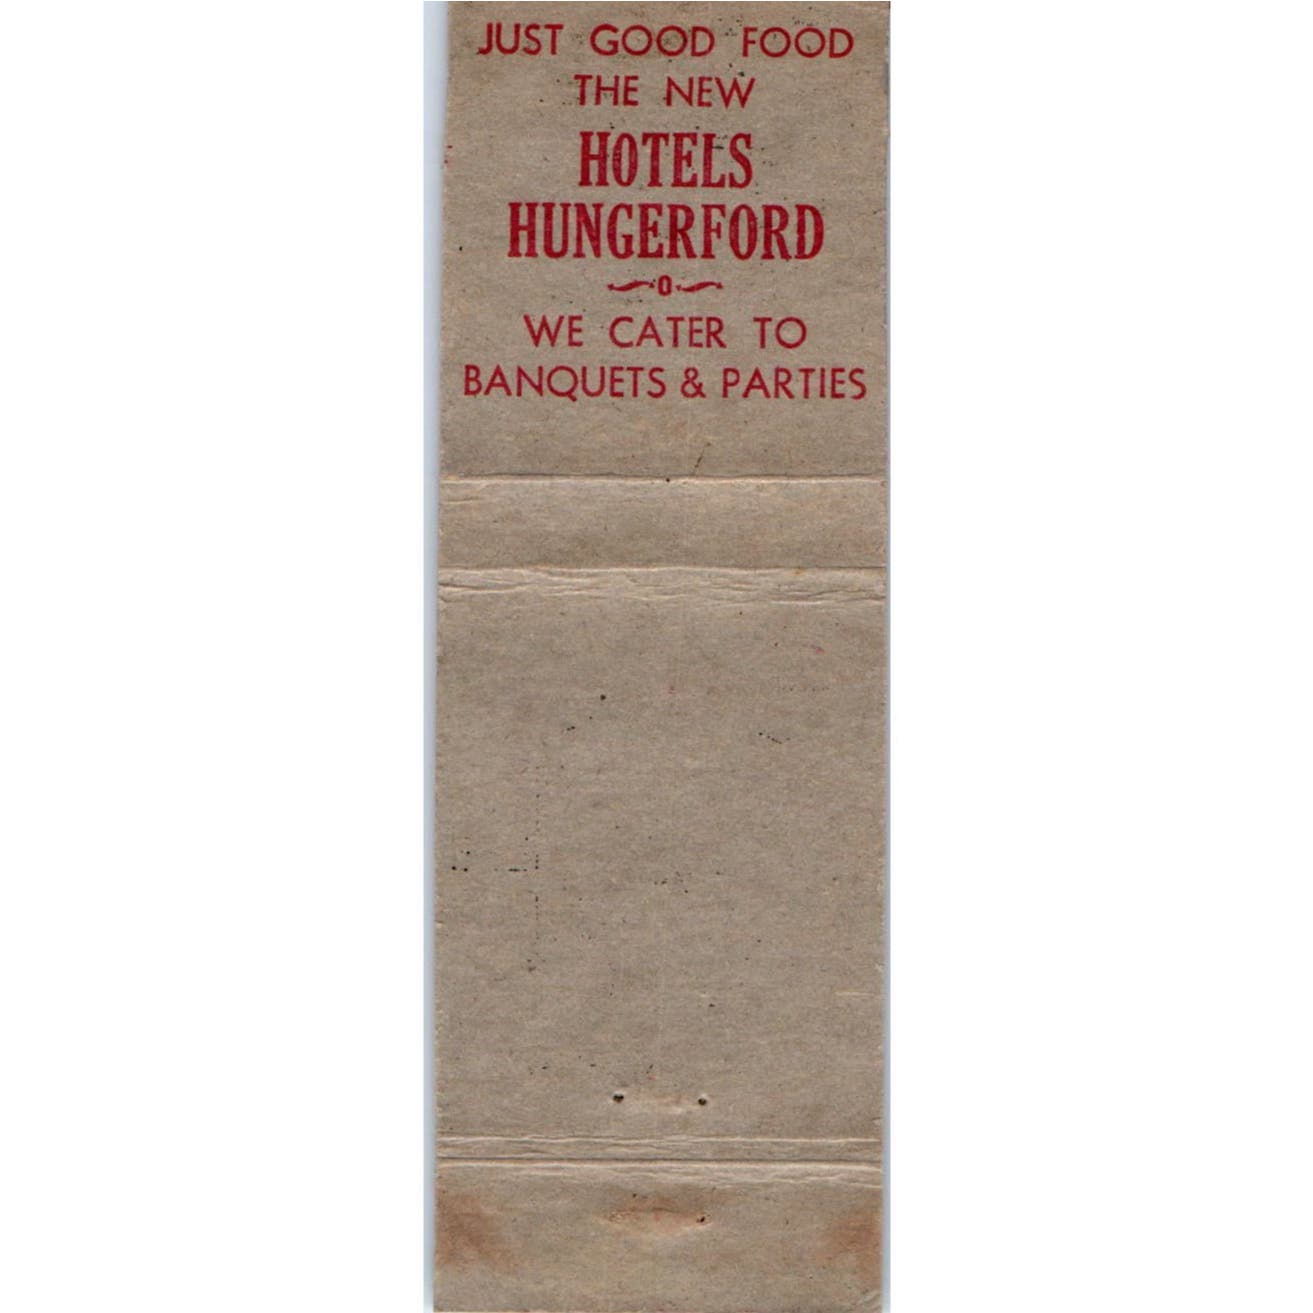 JUST GOOD FOOD
THE NEW
HOTELS
HUNGERFORD
WE CATER TO
BANQUETS & PARTIES